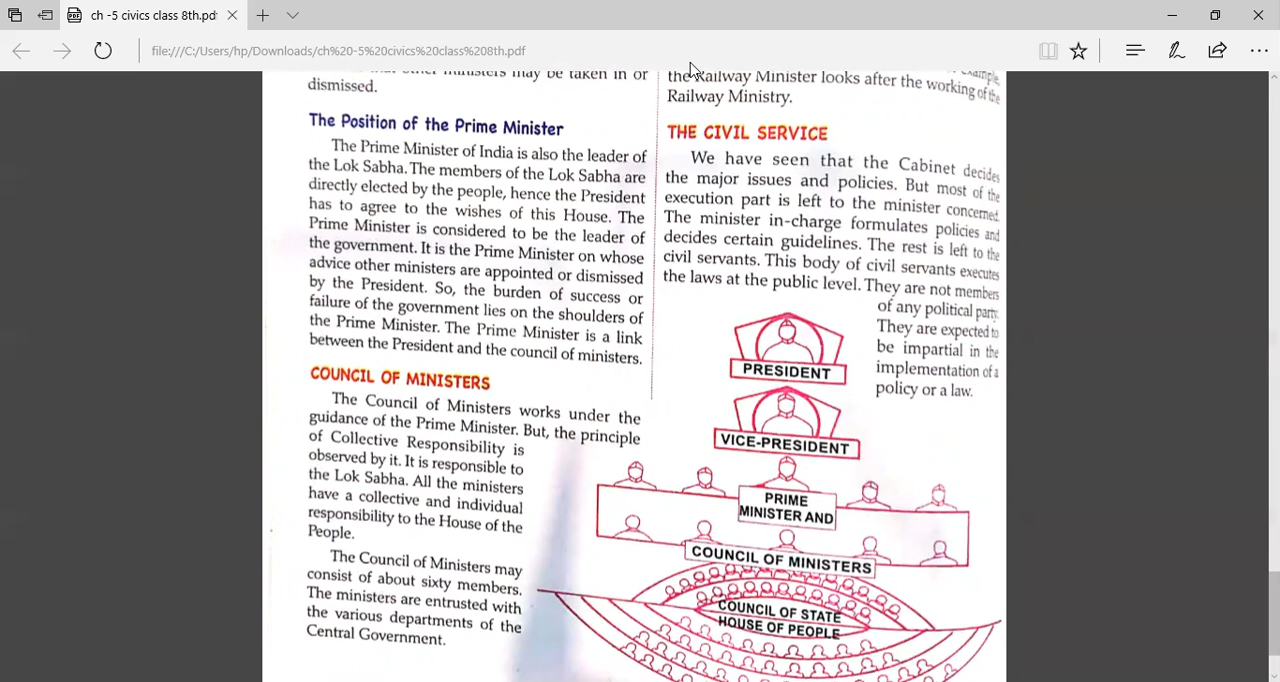 ch -5 civics class 8th.pdf
file:///C:/Users/hp/Downloads/ch%20-5%20civics%20class%208th.pdf
ministers may be taken in or
dismissed.
The Position of the Prime Minister
The Prime Minister of India is also the leader of
the Lok Sabha. The members of the Lok Sabha are
directly elected by the people, hence the President
has to agree to the wishes of this House. The
Prime Minister is considered to be the leader of
the government. It is the Prime Minister on whose
advice other ministers are appointed or dismissed
by the President. So, the burden of success or
failure of the government lies on the shoulders of
the Prime Minister. The Prime Minister is a link
between the President and the council of ministers.
COUNCIL OF MINISTERS
The Council of Ministers works under the
guidance of the Prime Minister. But, the principle
of Collective Responsibility is
observed by it. It is responsible to
the Lok Sabha. All the ministers
have a collective and individual
responsibility to the House of the
People.
The Council of Ministers may
consist of about sixty members.
The ministers are entrusted with
the various departments of the
Central Government.
example,
the Railway Minister looks after the working of the
Railway Ministry.
THE CIVIL SERVICE
We have seen that the Cabinet decides
the major issues and policies. But most of the
execution part is left to the minister concerned.
The minister in-charge formulates policies and
decides certain guidelines. The rest is left to the
civil servants. This body of civil servants executes
the laws at the public level. They are not members
of any political party.
They are expected to
be impartial in the
implementation of a
policy or a law.
PRESIDENT
VICE-PRESIDENT
PRIME
MINISTER AND
COUNCIL OF MINISTERS
COUNCIL OF STATE
HOUSE OF PEOPLE